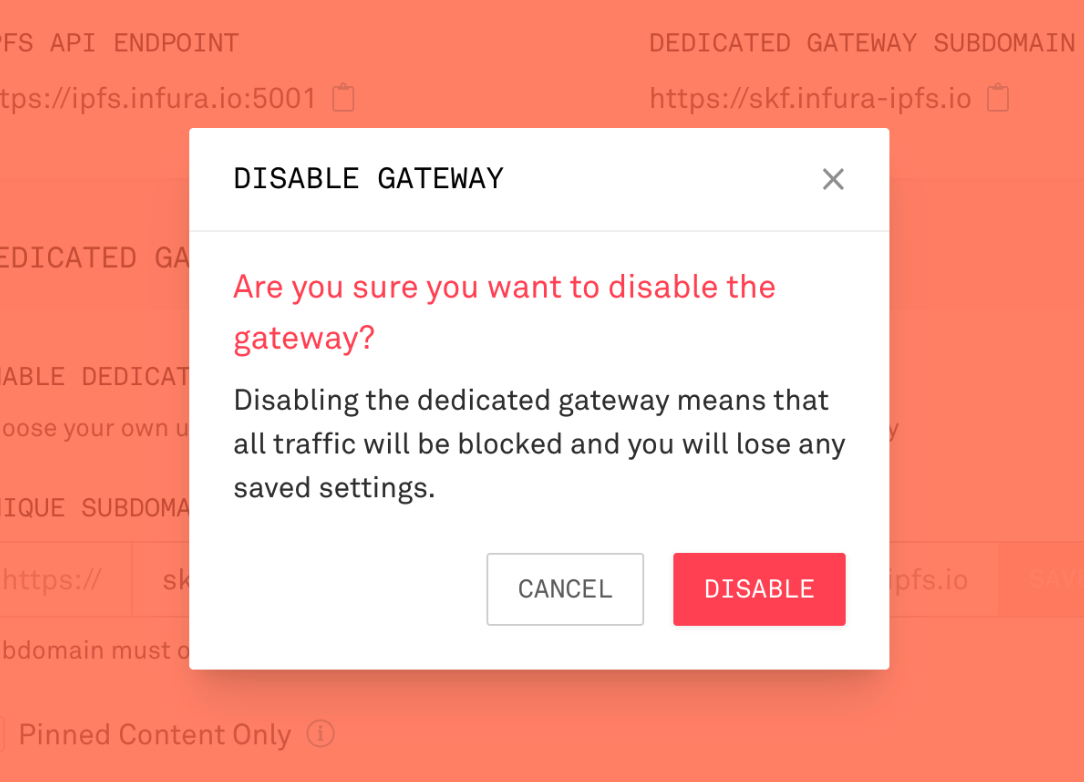 PFS API ENDPOINT
DEDICATED GATEWAY SUBDOMAIN
tps://ipfs.infura.io:5001
https://skf.infura-ipfs.io
DISABLE GATEWAY
EDICATED GA
Are you sure you want to disable the
gateway?
ABLE DEDICAT
Disabling the dedicated gateway means that
oose your own u
y
all traffic will be blocked and you will lose any
saved settings.
IQUE SUBDOMA
https://
sk
ipfs.io
SAV
CANCEL
DISABLE
bdomain must o
Pinned Content Only